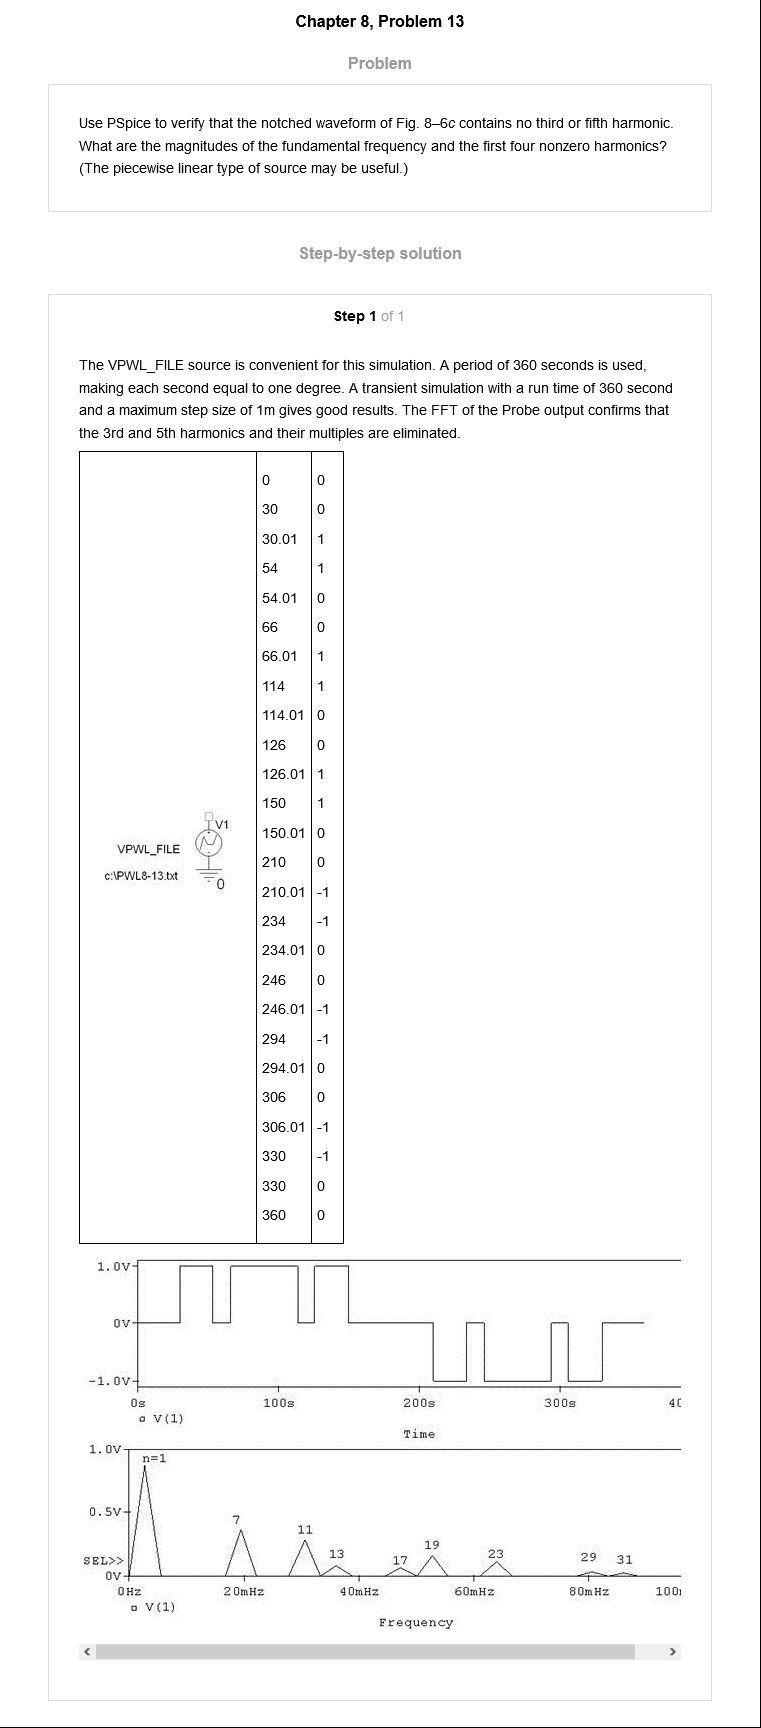 Chapter 8, Problem 13
Problem
Use PSpice to verify that the notched waveform of Fig. 8–6c contains no third or fifth harmonic.
What are the magnitudes of the fundamental frequency and the first four nonzero harmonics?
(The piecewise linear type of source may be useful.)
Step-by-step solution
Step 1 of 1
The VPWL_FILE source is convenient for this simulation. A period of 360 seconds is used,
making each second equal to one degree. A transient simulation with a run time of 360 second
and a maximum step size of 1m gives good results. The FFT of the Probe output confirms that
the 3rd and 5th harmonics and their multiples are eliminated.
0 0
30 0
30.01 1
54 1
54.01 0
66 0
66.01 1
114 1
114.01 0
126 0
126.01 1
150 1
150.01 0
210 0
210.01 -1
234 -1
234.01 0
246 0
246.01 -1
294 -1
294.01 0
306 0
306.01 -1
330 -1
330 0
360 0
V1
VPWL_FILE
c:\PWL8-13.txt
0
1.0V
0V
-1.0V
0s 100s 200s 300s 40
V(1)
Time
1.0V
n=1
0.5V
7
11
13
17
19
23
29
31
SEL>>
0V
0Hz 20mHz 40mHz 60mHz 80mHz 100
V(1)
Frequency